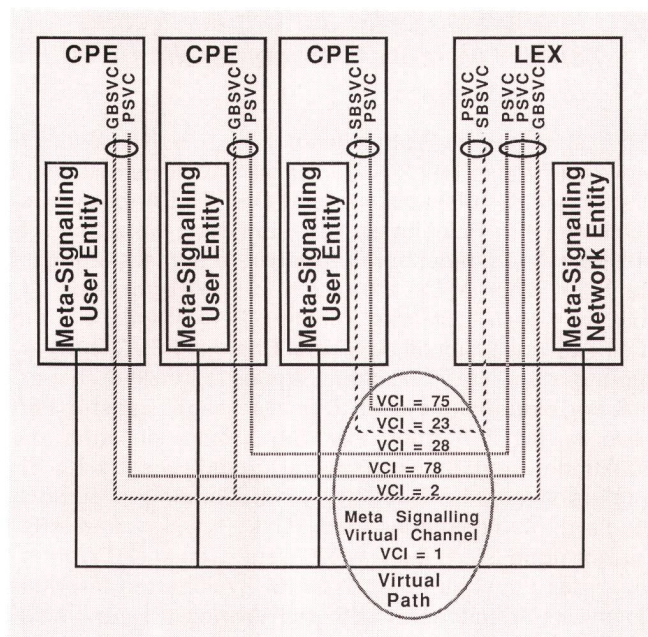 CPE
CPE
CPE
LEX
GBSVC
PSVC
GBSVC
PSVC
SBSVC
PSVC
PSVC
SBSVC
PSVC
PSVC
GBSVC
Meta-Signalling
User Entity
Meta-Signalling
User Entity
Meta-Signalling
User Entity
Meta-Signalling
Network Entity
VCI = 75
VCI = 23
VCI = 28
VCI = 78
VCI = 2
Meta Signalling
Virtual Channel
VCI = 1
Virtual
Path